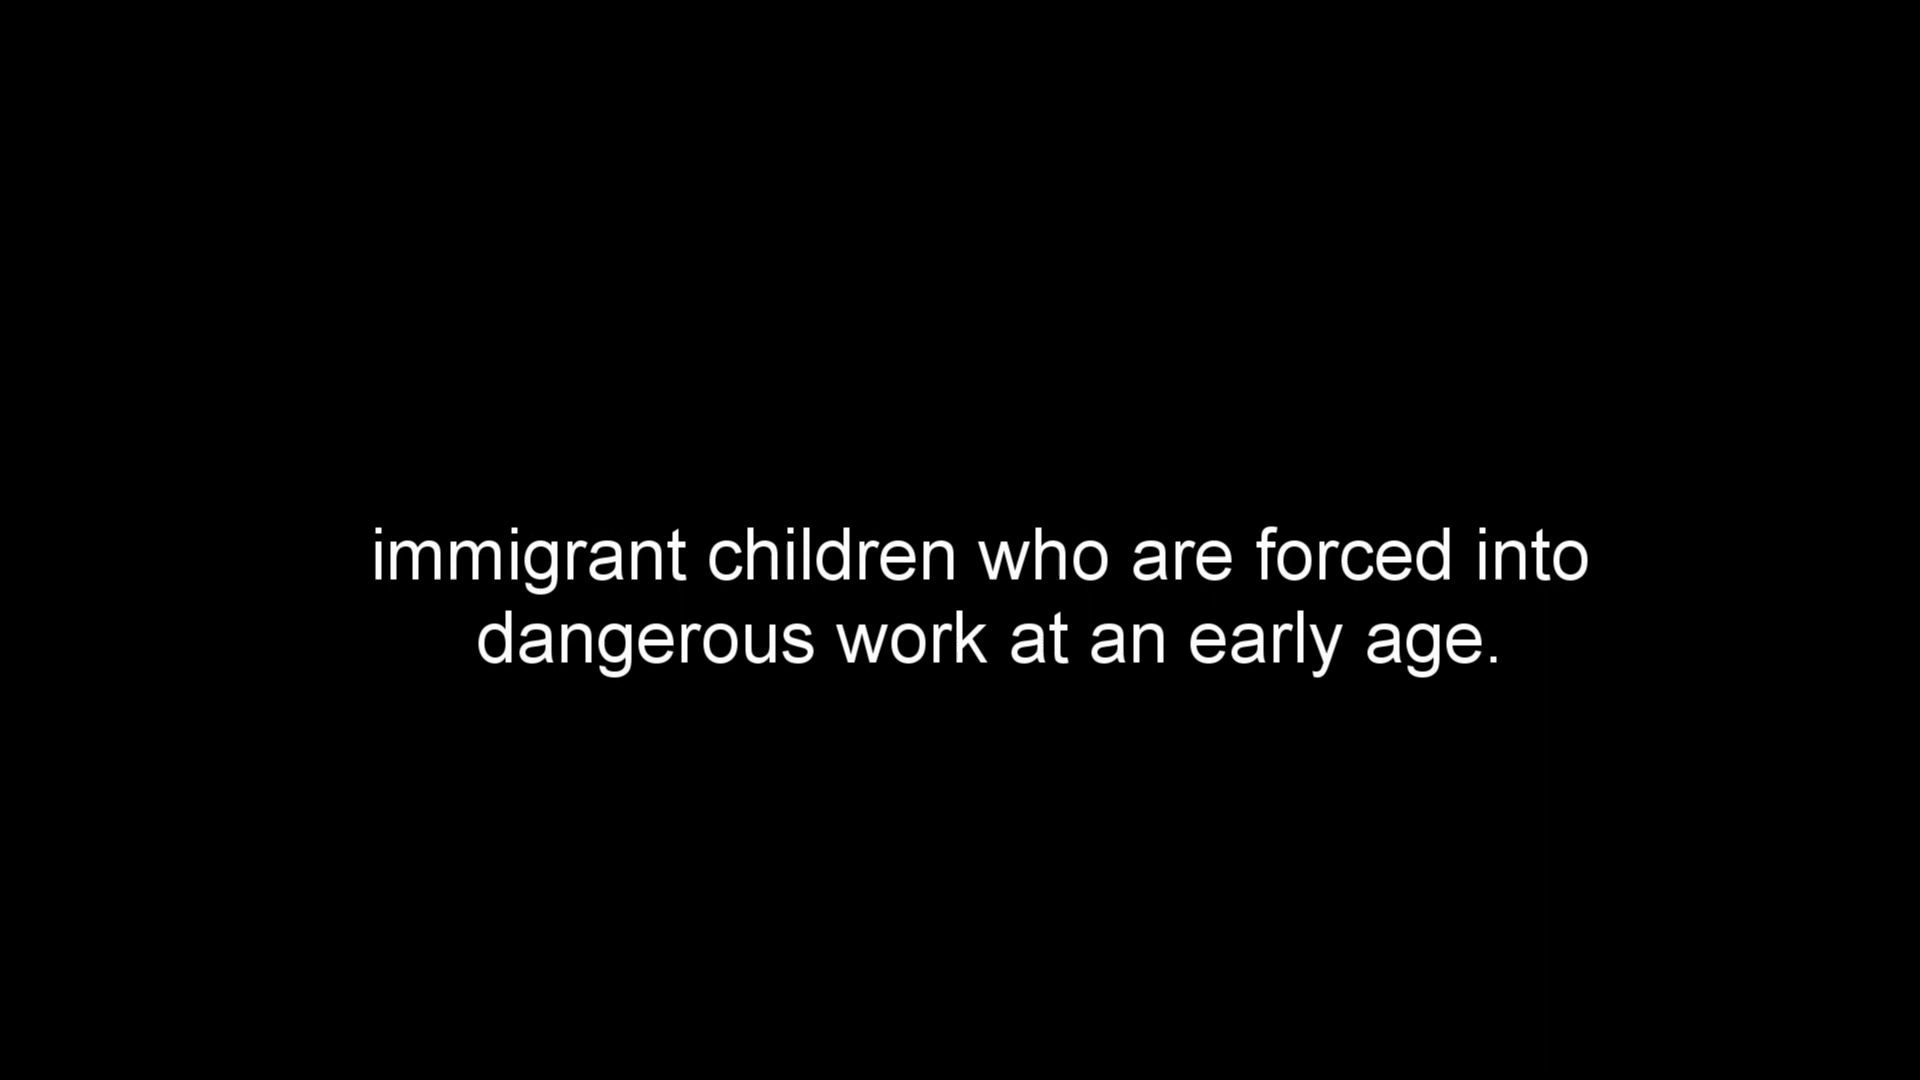 immigrant children who are forced into
dangerous work at an early age.